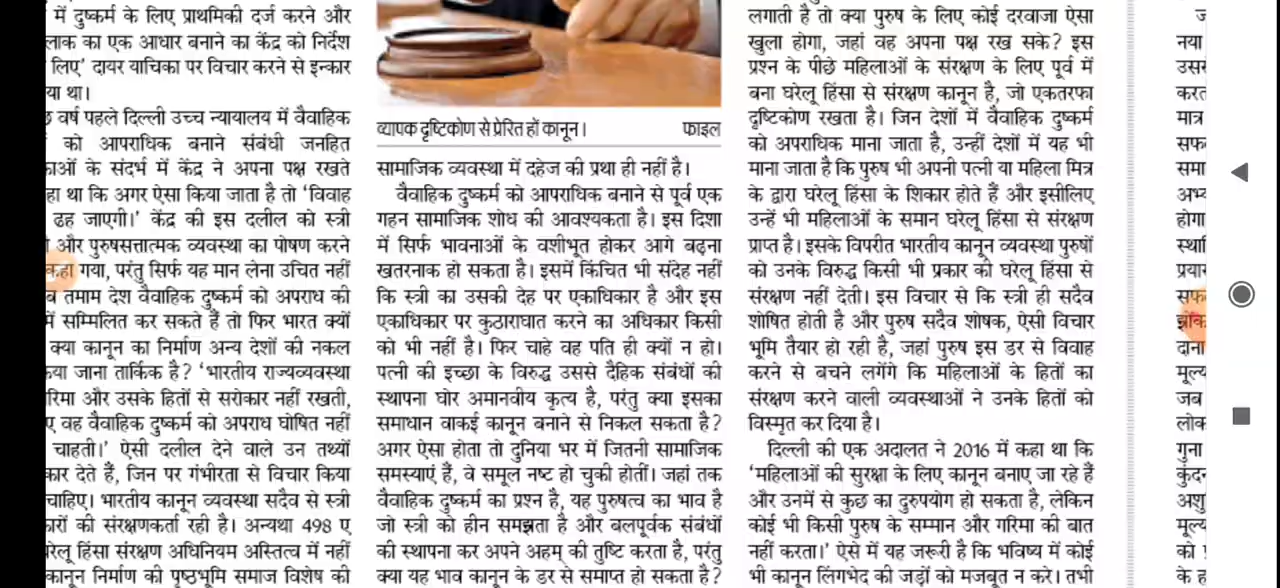 में दुष्कर्म के लिए प्राथमिकी दर्ज करने और
लाक का एक आधार बनाने का केंद्र को निर्देश
लिए' दायर याचिका पर विचार करने से इन्कार
या था।
वर्ष पहले दिल्ली उच्च न्यायालय में वैवाहिक
को आपराधिक बनाने संबंधी जनहित
काओं के संदर्भ में केंद्र ने अपना पक्ष रखते
हा था कि अगर ऐसा किया जाता है तो 'विवाह
ढह जाएगी।' केंद्र की इस दलील को स्त्री
और पुरुषसत्तात्मक व्यवस्था का पोषण करने
कहा गया, परंतु सिर्फ यह मान लेना उचित नहीं
ब तमाम देश वैवाहिक दुष्कर्म को अपराध की
में सम्मिलित कर सकते हैं तो फिर भारत क्यों
क्या कानून का निर्माण अन्य देशों की नकल
या जाना तार्किक है? 'भारतीय राज्यव्यवस्था
रिमा और उसके हितों से सरोकार नहीं रखती,
ए वह वैवाहिक दुष्कर्म को अपराध घोषित नहीं
चाहती।' ऐसी दलील देने वाले उन तथ्यों
कार देते हैं, जिन पर गंभीरता से विचार किया
चाहिए। भारतीय कानून व्यवस्था सदैव से स्त्री
कारों की संरक्षणकर्ता रही है। अन्यथा 498 ए
रेलू हिंसा संरक्षण अधिनियम अस्तित्व में नहीं
कानून निर्माण की पृष्ठभूमि समाज विशेष की
व्यापक दृष्टिकोण से प्रेरित हों कानून। फाइल
सामाजिक व्यवस्था में दहेज की प्रथा ही नहीं है।
वैवाहिक दुष्कर्म को आपराधिक बनाने से पूर्व एक
गहन सामाजिक शोध की आवश्यकता है। इस दिशा
में सिर्फ भावनाओं के वशीभूत होकर आगे बढ़ना
खतरनाक हो सकता है। इसमें किंचित भी संदेह नहीं
कि स्त्री का उसकी देह पर एकाधिकार है और इस
एकाधिकार पर कुठाराघात करने का अधिकार किसी
को भी नहीं है। फिर चाहे वह पति ही क्यों न हो।
पत्नी की इच्छा के विरुद्ध उससे दैहिक संबंधों की
स्थापना घोर अमानवीय कृत्य है, परंतु क्या इसका
समाधान वाकई कानून बनाने से निकल सकता है?
अगर ऐसा होता तो दुनिया भर में जितनी सामाजिक
समस्याएं हैं, वे समूल नष्ट हो चुकी होतीं। जहां तक
वैवाहिक दुष्कर्म का प्रश्न है, यह पुरुषत्व का भाव है
जो स्त्री को हीन समझता है और बलपूर्वक संबंधों
की स्थापना कर अपने अहम् की तुष्टि करता है, परंतु
क्या यह भाव कानून के डर से समाप्त हो सकता है?
लगाती है तो क्या पुरुष के लिए कोई दरवाजा ऐसा
खुला होगा, जहां वह अपना पक्ष रख सके? इस
प्रश्न के पीछे महिलाओं के संरक्षण के लिए पूर्व में
बना घरेलू हिंसा से संरक्षण कानून है, जो एकतरफा
दृष्टिकोण रखता है। जिन देशों में वैवाहिक दुष्कर्म
को अपराधिक माना जाता है, उन्हीं देशों में यह भी
माना जाता है कि पुरुष भी अपनी पत्नी या महिला मित्र
के द्वारा घरेलू हिंसा के शिकार होते हैं और इसीलिए
उन्हें भी महिलाओं के समान घरेलू हिंसा से संरक्षण
प्राप्त है। इसके विपरीत भारतीय कानून व्यवस्था पुरुषों
को उनके विरुद्ध किसी भी प्रकार की घरेलू हिंसा से
संरक्षण नहीं देती। इस विचार से कि स्त्री ही सदैव
शोषित होती है और पुरुष सदैव शोषक, ऐसी विचार
भूमि तैयार हो रही है, जहां पुरुष इस डर से विवाह
करने से बचने लगेंगे कि महिलाओं के हितों का
संरक्षण करने वाली व्यवस्थाओं ने उनके हितों को
विस्मृत कर दिया है।
दिल्ली की एक अदालत ने 2016 में कहा था कि
'महिलाओं की सुरक्षा के लिए कानून बनाए जा रहे हैं
और उनमें से कुछ का दुरुपयोग हो सकता है, लेकिन
कोई भी किसी पुरुष के सम्मान और गरिमा की बात
नहीं करता।' ऐसे में यह जरूरी है कि भविष्य में कोई
भी कानून लिंगभेद की जड़ों को मजबूत न करे। तभी
नया
उस
करत
मात्र
सफ
समा
अभ्
होगा
स्थि
प्रया
सफ
झोंक
दाना
मूल्य
जब
लोक
गुना
कुंदन
अशु
मूल्य
को
के ह